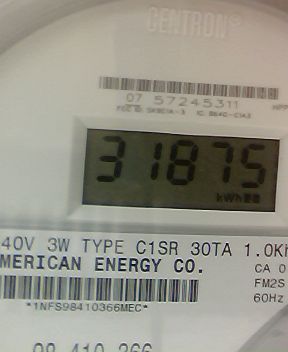 CENTRON®
07 57245311
31875
kWh
40V 3W TYPE C1SR 30TA 1.0Kh
MERICAN ENERGY CO.
CA 0
FM2S
60Hz
*1NFS98410366MEC*